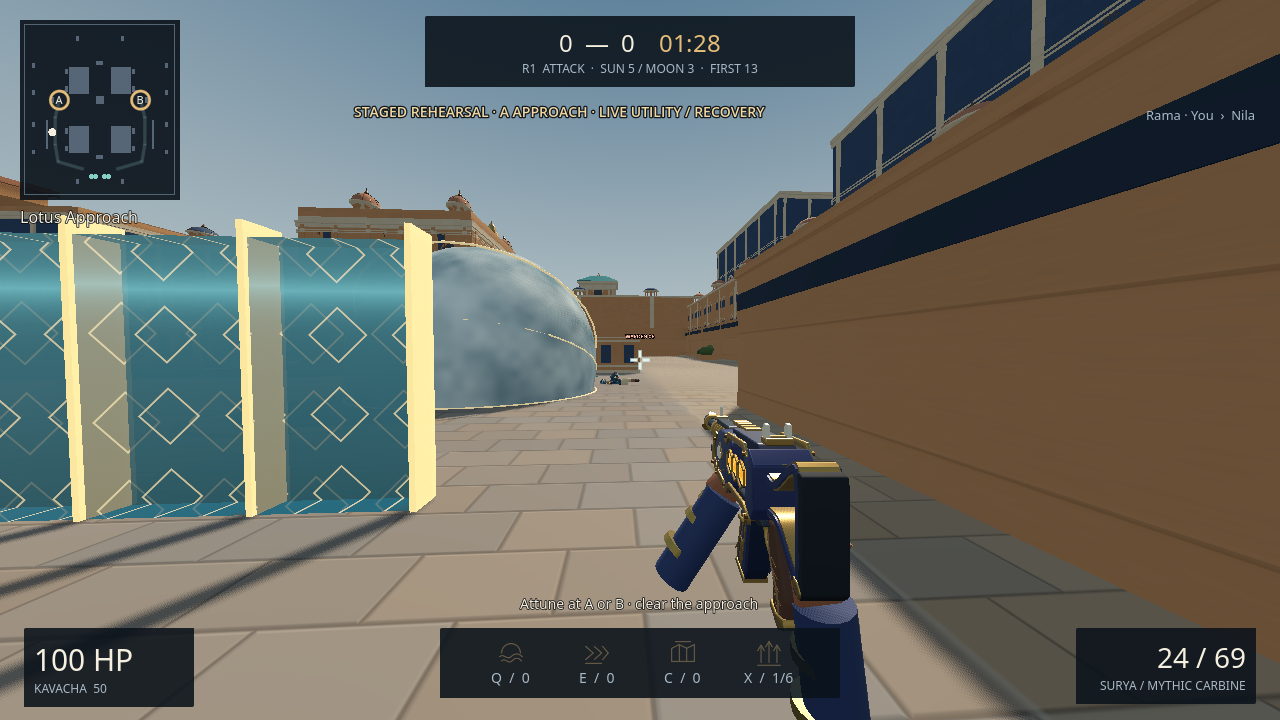 0 — 0 01:28
R1 ATTACK · SUN 5 / MOON 3 · FIRST 13
STAGED REHEARSAL · A APPROACH · LIVE UTILITY / RECOVERY
Rama · You › Nila
A
B
Lotus Approach
Attune at A or B · clear the approach
100 HP
KAVACHA 50
Q / 0
E / 0
C / 0
X / 1/6
24 / 69
SURYA / MYTHIC CARBINE